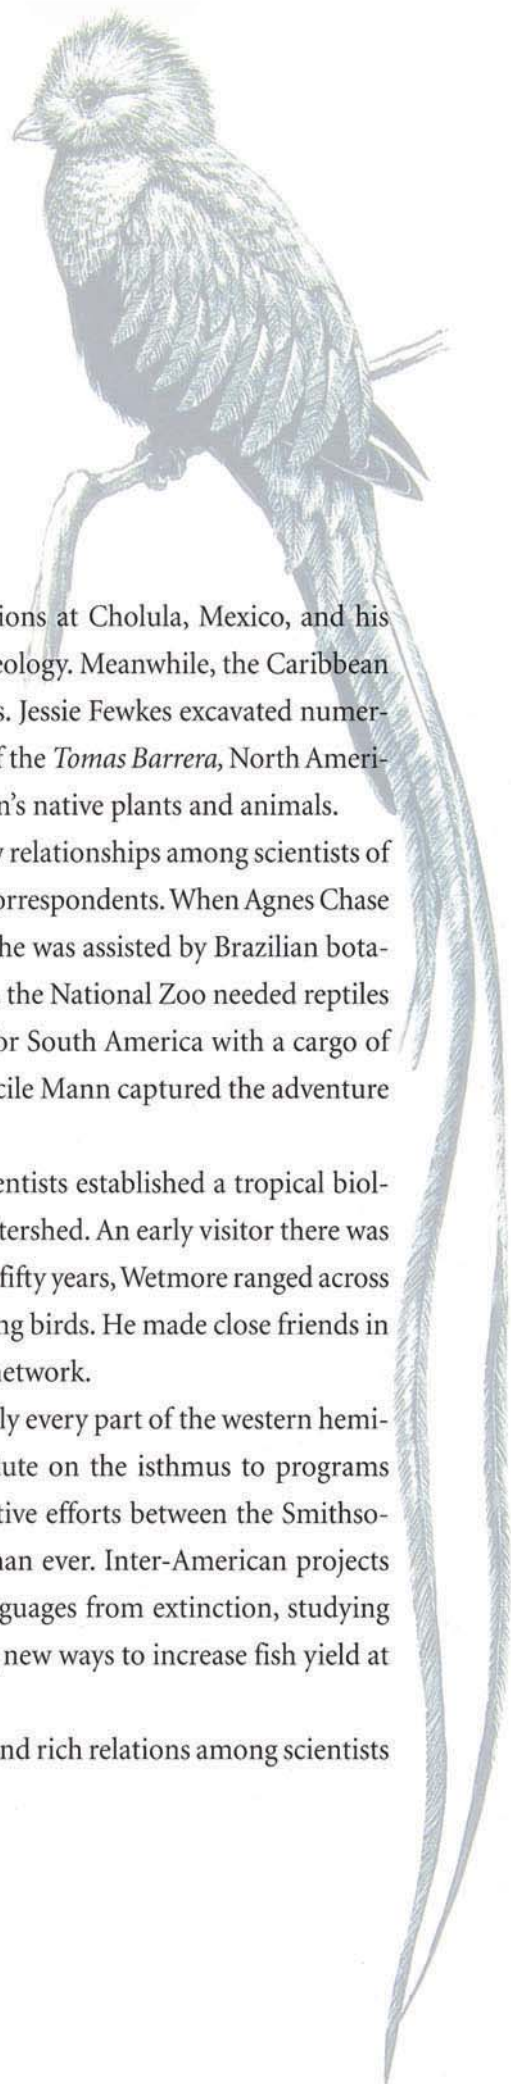 ions at Cholula, Mexico, and his
eology. Meanwhile, the Caribbean
s. Jessie Fewkes excavated numer-
f the Tomas Barrera, North Ameri-
n's native plants and animals.
relationships among scientists of
orrespondents. When Agnes Chase
he was assisted by Brazilian bota-
the National Zoo needed reptiles
or South America with a cargo of
cile Mann captured the adventure
entists established a tropical biol-
tershed. An early visitor there was
fifty years, Wetmore ranged across
ng birds. He made close friends in
etwork.
ly every part of the western hemi-
ute on the isthmus to programs
tive efforts between the Smithso-
han ever. Inter-American projects
guages from extinction, studying
new ways to increase fish yield at
nd rich relations among scientists